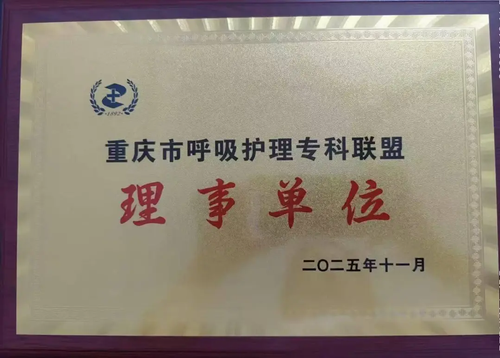 重庆市呼吸护理专科联盟
理事单位
二〇二五年十一月